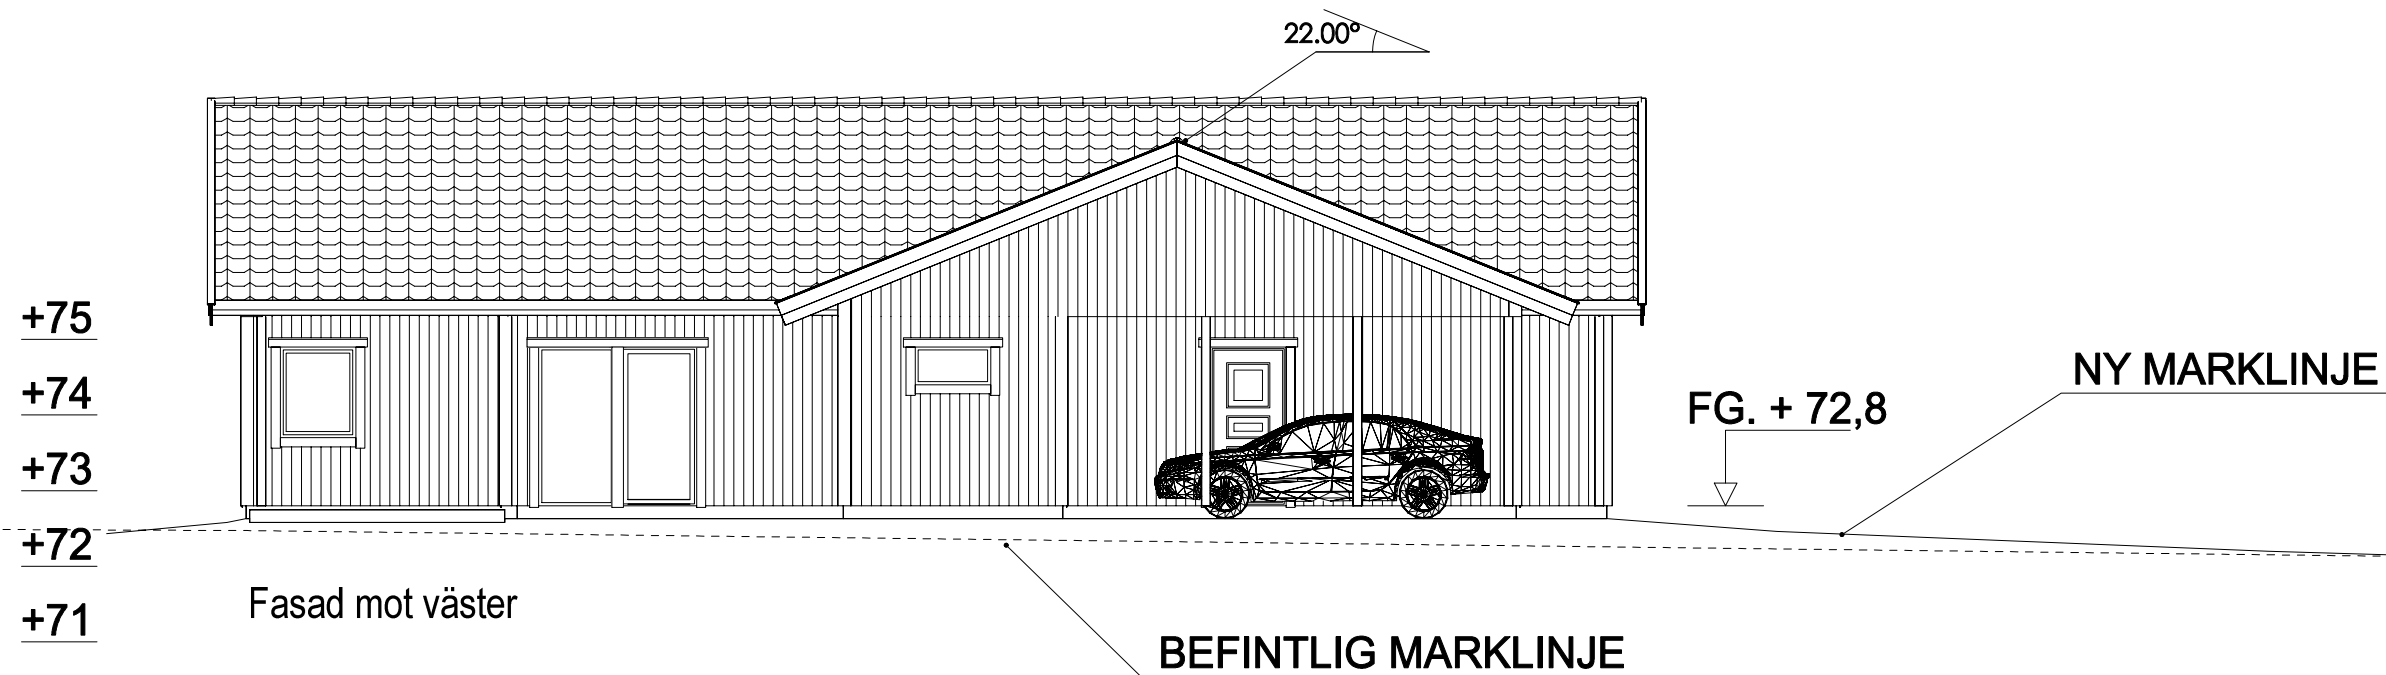 22.00°
+75
+74
+73
+72
+71
FG. + 72,8
NY MARKLINJE
Fasad mot väster
BEFINTLIG MARKLINJE